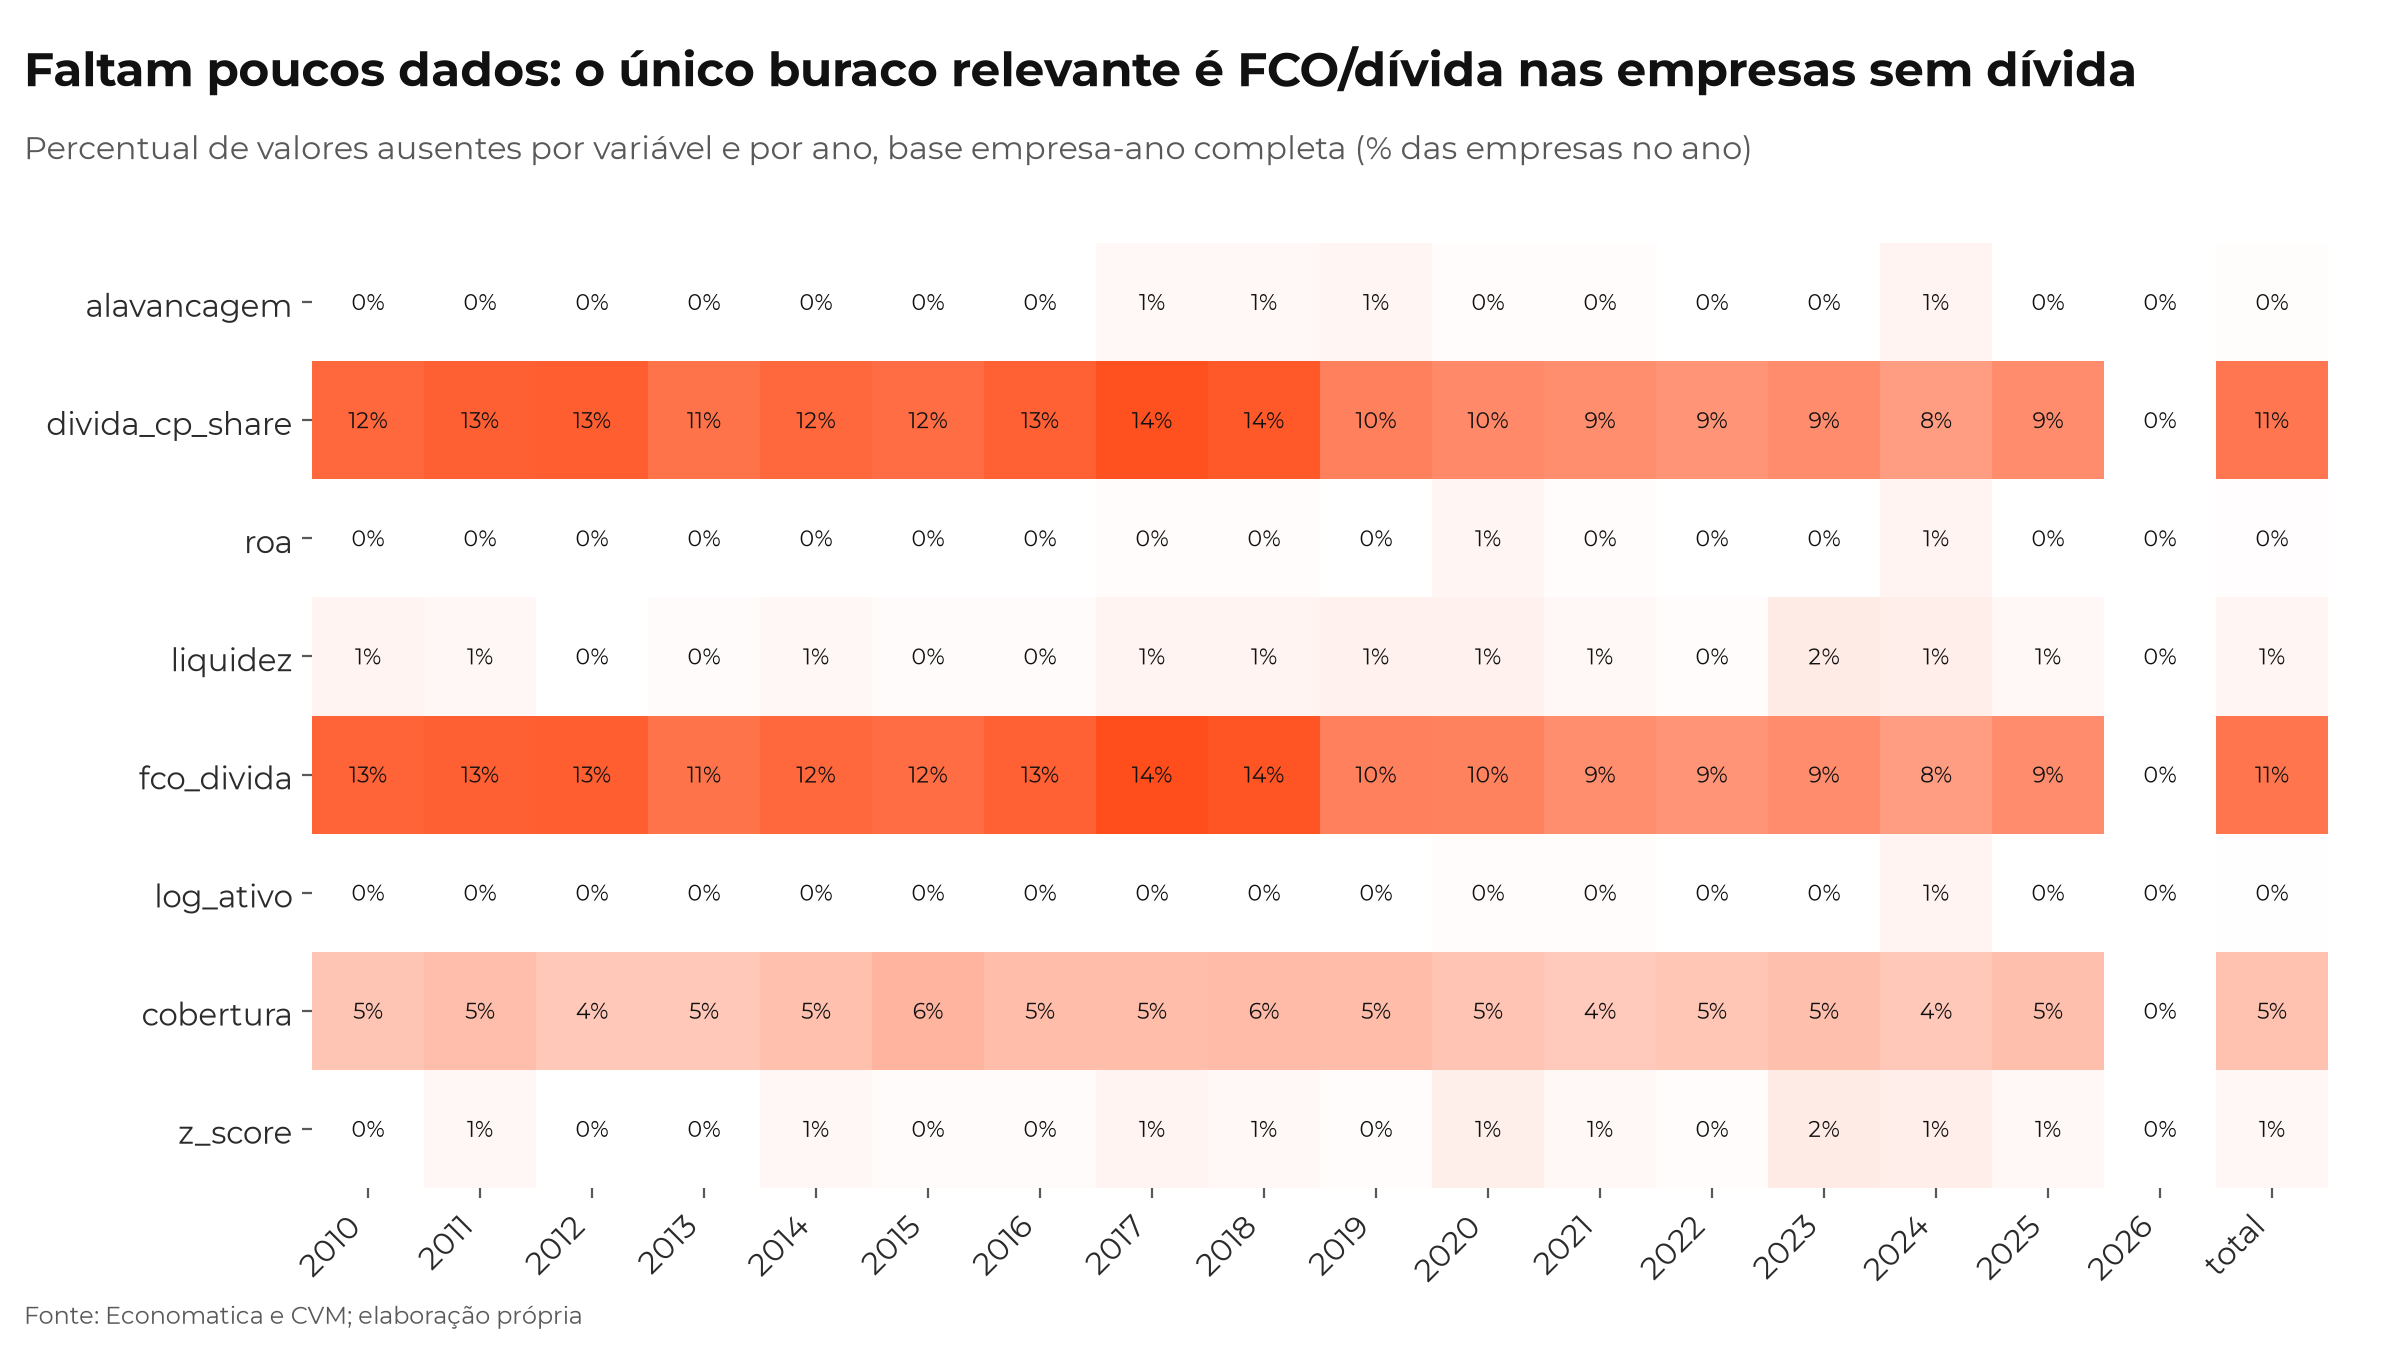 Faltam poucos dados: o único buraco relevante é FCO/dívida nas empresas sem dívida
Percentual de valores ausentes por variável e por ano, base empresa-ano completa (% das empresas no ano)
alavancagem 0% 0% 0% 0% 0% 0% 0% 1% 1% 1% 0% 0% 0% 0% 1% 0% 0% 0%
divida_cp_share 12% 13% 13% 11% 12% 12% 13% 14% 14% 10% 10% 9% 9% 9% 8% 9% 0% 11%
roa 0% 0% 0% 0% 0% 0% 0% 0% 0% 0% 1% 0% 0% 0% 1% 0% 0% 0%
liquidez 1% 1% 0% 0% 1% 0% 0% 1% 1% 1% 1% 1% 0% 2% 1% 1% 0% 1%
fco_divida 13% 13% 13% 11% 12% 12% 13% 14% 14% 10% 10% 9% 9% 9% 8% 9% 0% 11%
log_ativo 0% 0% 0% 0% 0% 0% 0% 0% 0% 0% 0% 0% 0% 0% 1% 0% 0% 0%
cobertura 5% 5% 4% 5% 5% 6% 5% 5% 6% 5% 5% 4% 5% 5% 4% 5% 0% 5%
z_score 0% 1% 0% 0% 1% 0% 0% 1% 1% 0% 1% 1% 0% 2% 1% 1% 0% 1%
2010 2011 2012 2013 2014 2015 2016 2017 2018 2019 2020 2021 2022 2023 2024 2025 2026 total
Fonte: Economatica e CVM; elaboração própria